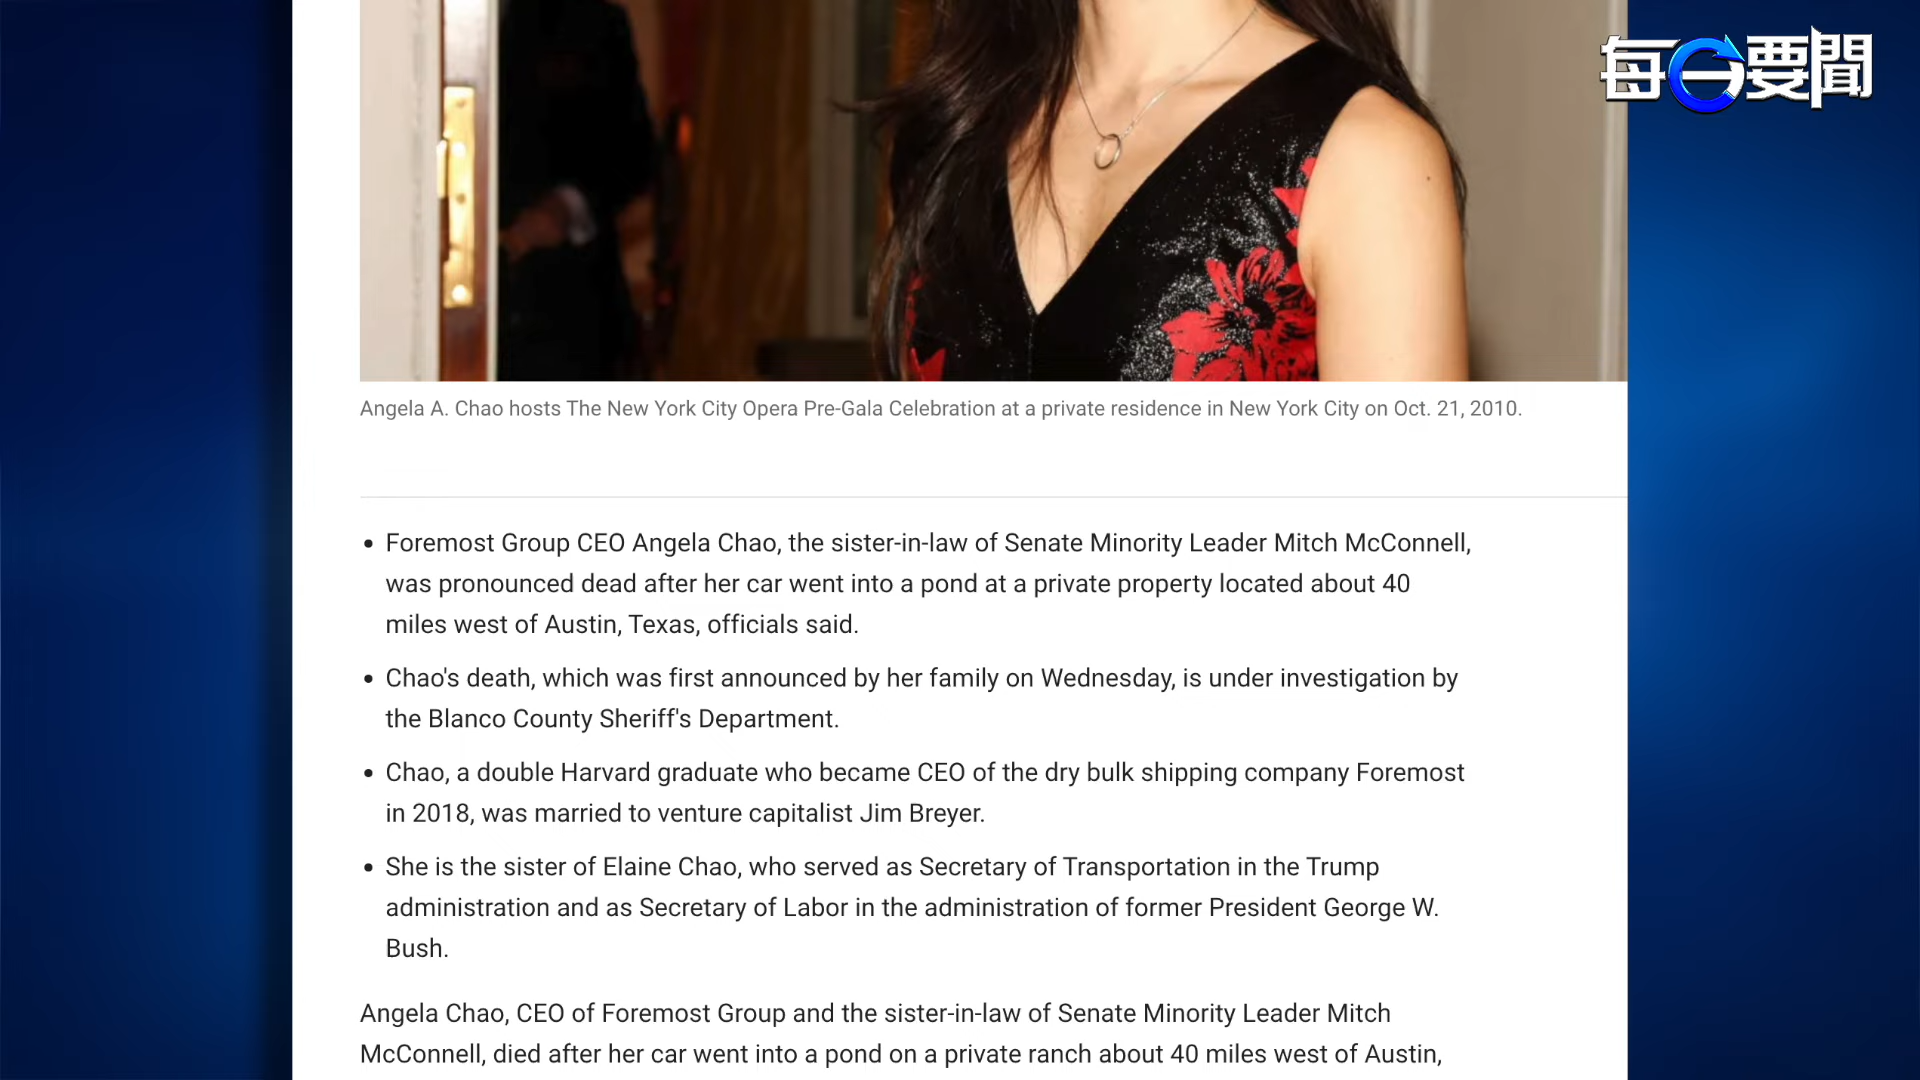 每日要聞
Angela A. Chao hosts The New York City Opera Pre-Gala Celebration at a private residence in New York City on Oct. 21, 2010.
• Foremost Group CEO Angela Chao, the sister-in-law of Senate Minority Leader Mitch McConnell,
was pronounced dead after her car went into a pond at a private property located about 40
miles west of Austin, Texas, officials said.
• Chao's death, which was first announced by her family on Wednesday, is under investigation by
the Blanco County Sheriff's Department.
• Chao, a double Harvard graduate who became CEO of the dry bulk shipping company Foremost
in 2018, was married to venture capitalist Jim Breyer.
• She is the sister of Elaine Chao, who served as Secretary of Transportation in the Trump
administration and as Secretary of Labor in the administration of former President George W.
Bush.
Angela Chao, CEO of Foremost Group and the sister-in-law of Senate Minority Leader Mitch
McConnell, died after her car went into a pond on a private ranch about 40 miles west of Austin,